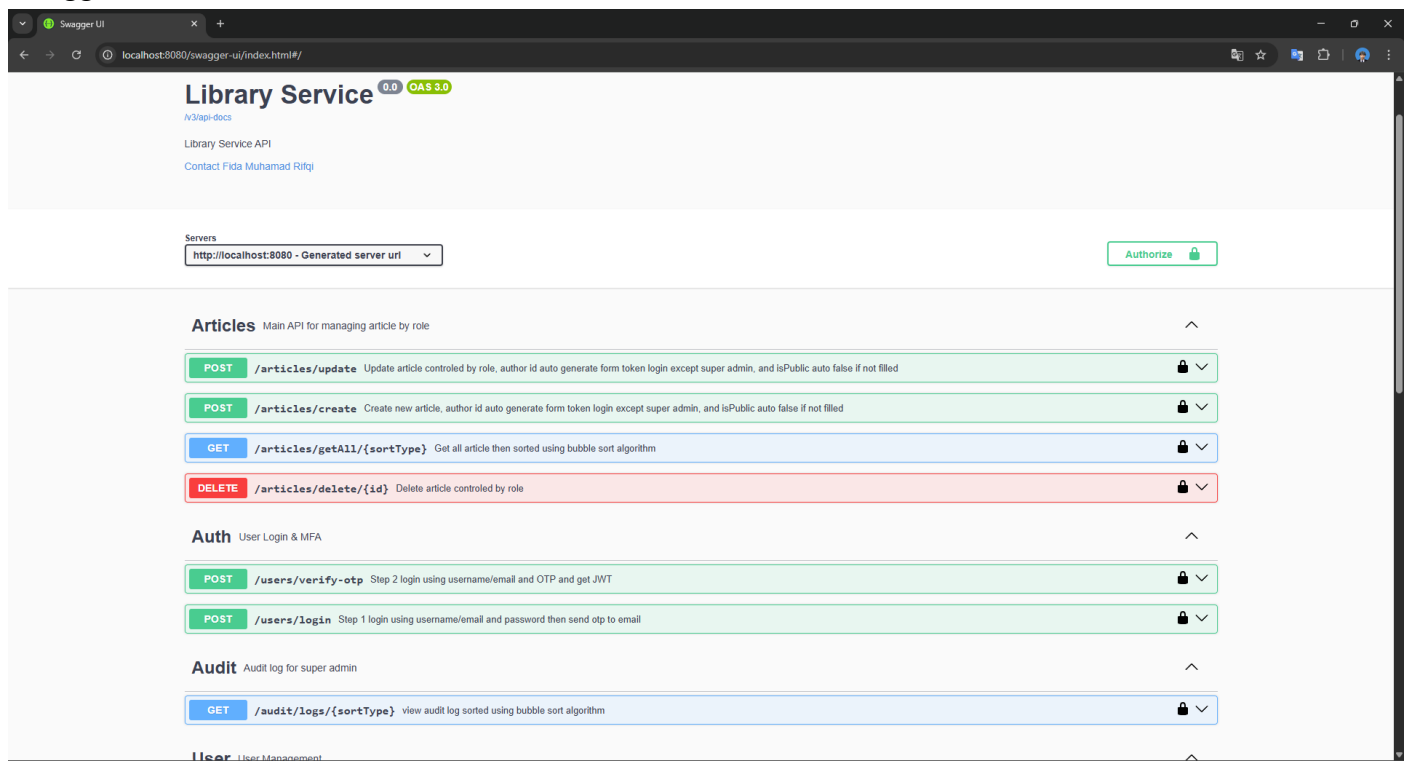 Swagger UI
localhost:8080/swagger-ui/index.html#/
Library Service 0.0 OAS 3.0
/v3/api-docs
Library Service API
Contact Fida Muhamad Rifqi
Servers
http://localhost:8080 - Generated server url
Authorize
Articles Main API for managing article by role
POST /articles/update Update article controled by role, author id auto generate form token login except super admin, and isPublic auto false if not filled
POST /articles/create Create new article, author id auto generate form token login except super admin, and isPublic auto false if not filled
GET /articles/getAll/{sortType} Get all article then sorted using bubble sort algorithm
DELETE /articles/delete/{id} Delete article controled by role
Auth User Login & MFA
POST /users/verify-otp Step 2 login using username/email and OTP and get JWT
POST /users/login Step 1 login using username/email and password then send otp to email
Audit Audit log for super admin
GET /audit/logs/{sortType} view audit log sorted using bubble sort algorithm
User User Management